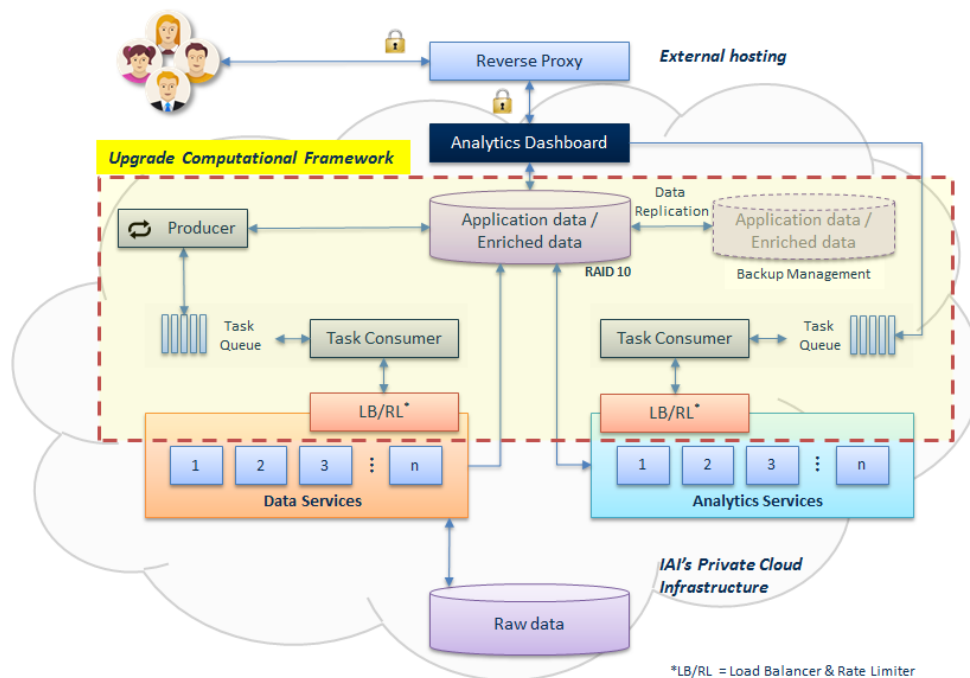 Reverse Proxy
External hosting
Analytics Dashboard
Upgrade Computational Framework
Producer
Application data /
Enriched data
RAID 10
Data
Replication
Application data /
Enriched data
Backup Management
Task
Queue
Task Consumer
LB/RL*
Task Consumer
Task
Queue
LB/RL*
1 2 3 ⋮ n
Data Services
1 2 3 ⋮ n
Analytics Services
IAI's Private Cloud
Infrastructure
Raw data
*LB/RL = Load Balancer & Rate Limiter